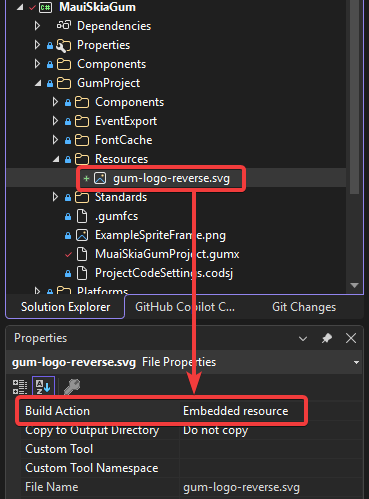 MauiSkiaGum
Dependencies
Properties
Components
GumProject
Components
EventExport
FontCache
Resources
gum-logo-reverse.svg
Standards
.gumfcs
ExampleSpriteFrame.png
MuaiSkiaGumProject.gumx
ProjectCodeSettings.codsj
Platforms
Solution Explorer GitHub Copilot C... Git Changes
Properties
gum-logo-reverse.svg File Properties
Build Action Embedded resource
Copy to Output Directory Do not copy
Custom Tool
Custom Tool Namespace
File Name gum-logo-reverse.svg